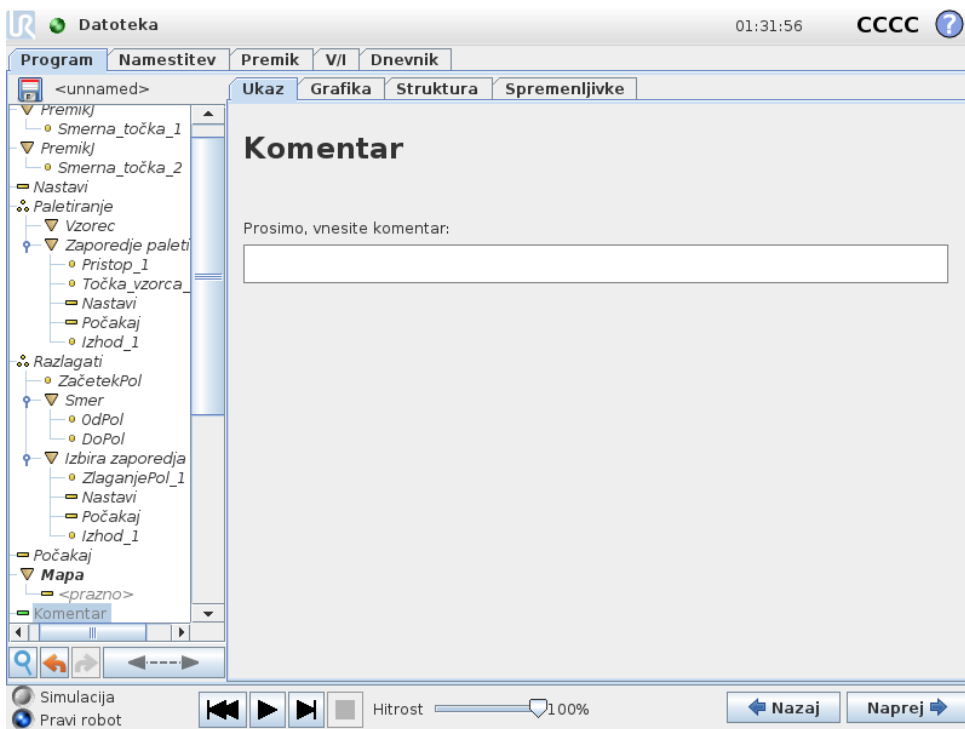 Datoteka
01:31:56
CCCC
?
Program
Namestitev
Premik
V/I
Dnevnik
<unnamed>
Ukaz
Grafika
Struktura
Spremenljivke
PremikJ
Smerna_točka_1
PremikJ
Smerna_točka_2
Nastavi
Paletiranje
Vzorec
Zaporedje paleti
Pristop_1
Točka_vzorca_
Nastavi
Počakaj
Izhod_1
Razlagati
ZačetekPol
Smer
OdPol
DoPol
Izbira zaporedja
ZlaganjePol_1
Nastavi
Počakaj
Izhod_1
Počakaj
Mapa
<prazno>
Komentar
Komentar
Prosimo, vnesite komentar:
Simulacija
Pravi robot
Hitrost
100%
Nazaj
Naprej